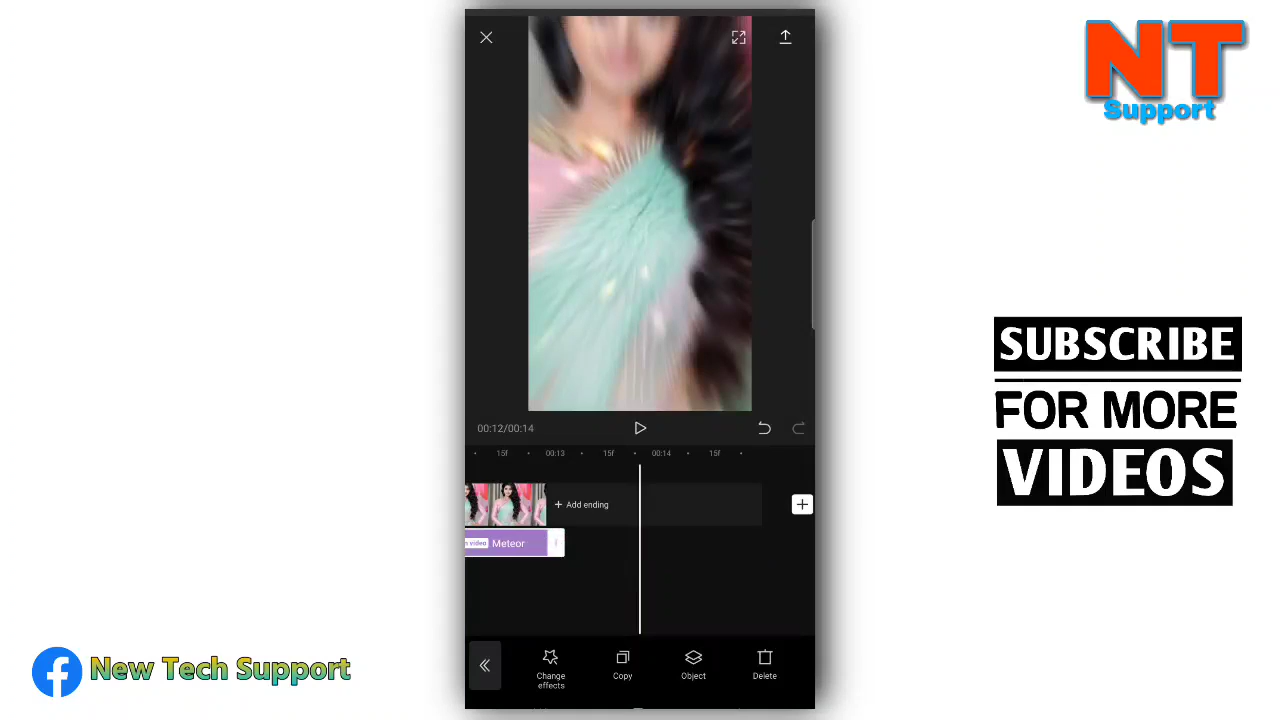 NT
Support
00:12/00:14
15f
00:13
15f
00:14
15f
+ Add ending
n video
Meteor
Change
effects
Copy
Object
Delete
SUBSCRIBE
FOR MORE
VIDEOS
New Tech Support